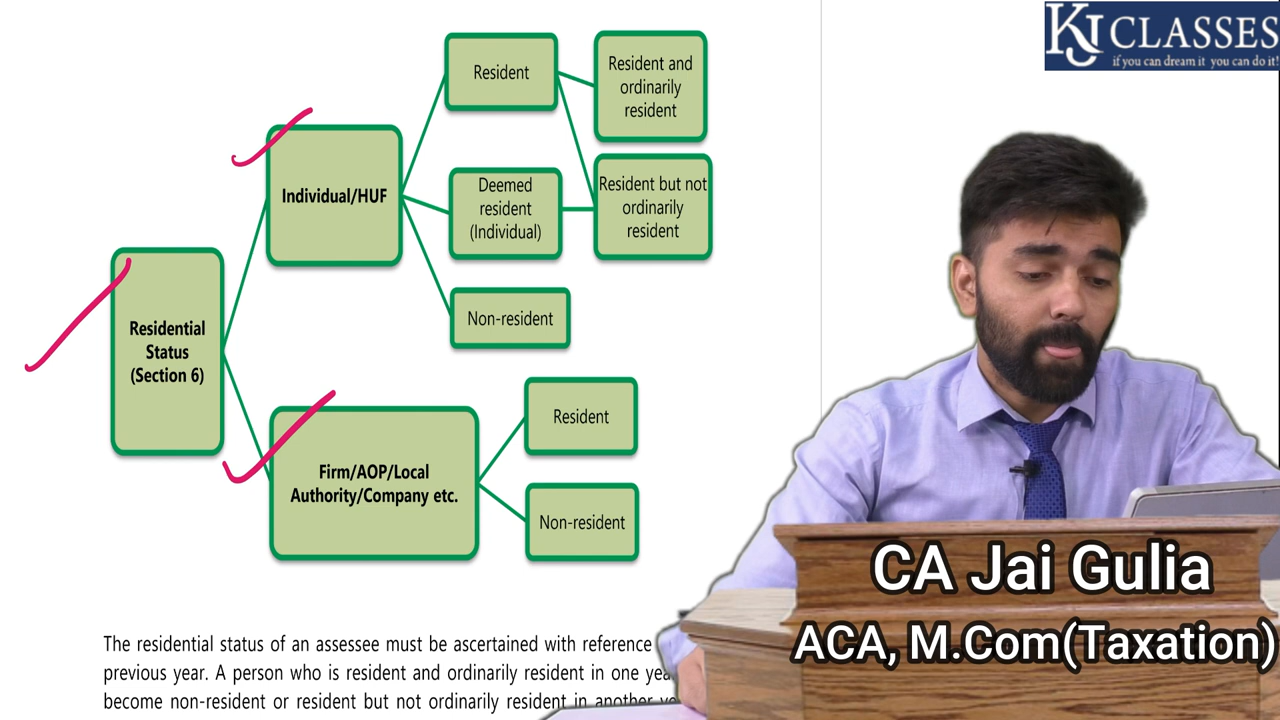 KJ CLASSES
if you can dream it you can do it!
Resident
Resident and
ordinarily
resident
Individual/HUF
Deemed
resident
(Individual)
Resident but not
ordinarily
resident
Non-resident
Residential
Status
(Section 6)
Resident
Firm/AOP/Local
Authority/Company etc.
Non-resident
CA Jai Gulia
ACA, M.Com(Taxation)
The residential status of an assessee must be ascertained with reference
previous year. A person who is resident and ordinarily resident in one
become non-resident or resident but not ordinarily resident in another